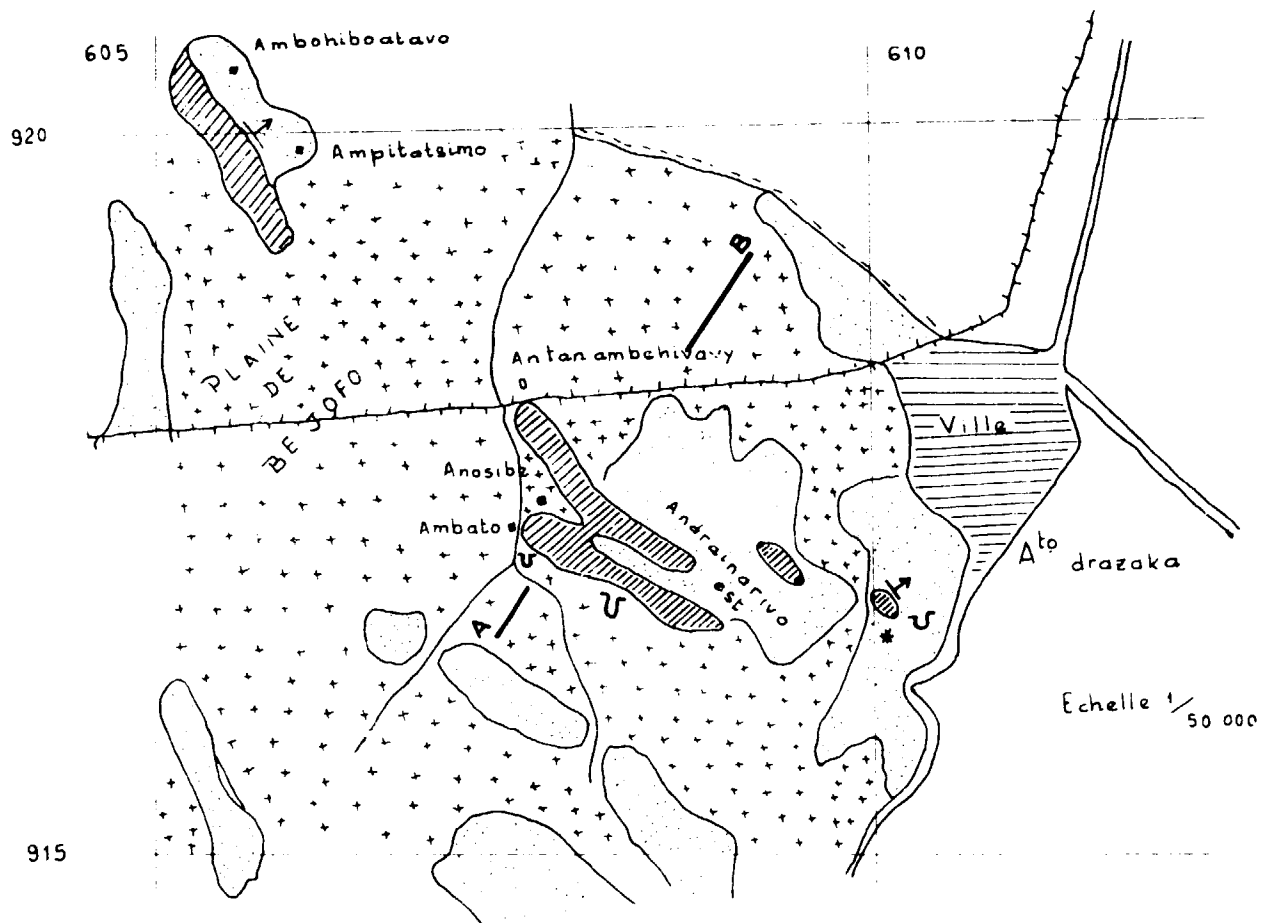 605
Ambohiboatavo
610
920
Ampitatsimo
B
Antanambehivavy
PLAINE
DE
BEJOFO
Ville
Anosibe
Ambato
Andrainarivo
est
A
Ato drazaka
Echelle 1/50 000
915